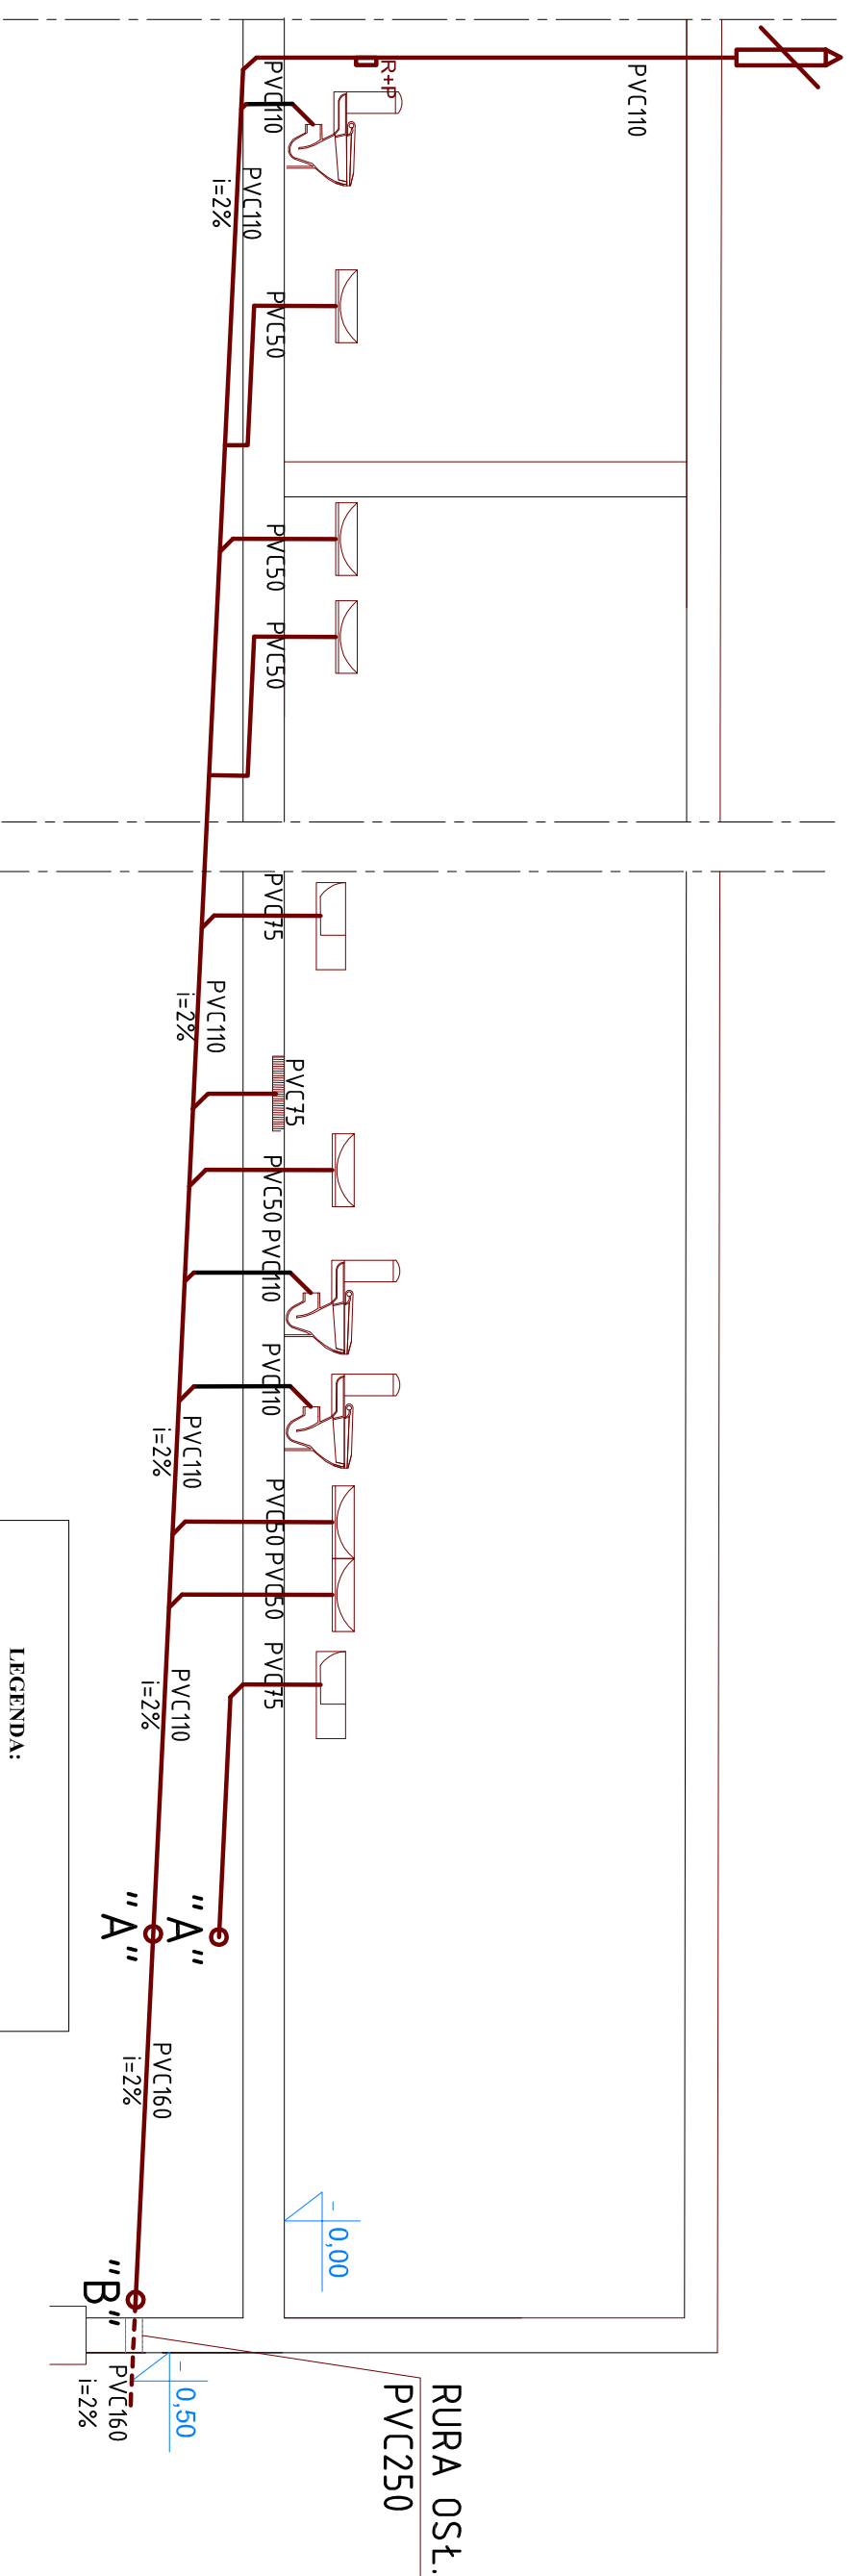 PVC110
R+P
PVC110
PVC110
i=2%
PVC50
PVC50
PVC50
PVC75
PVC110
i=2%
PVC75
PVC50
PVC110
PVC110
PVC110
i=2%
PVC50
PVC50
PVC75
PVC110
i=2%
"A"
"A"
PVC160
i=2%
- 0,00
"B"
PVC160
i=2%
- 0,50
RURA OSŁ.
PVC250
LEGENDA: